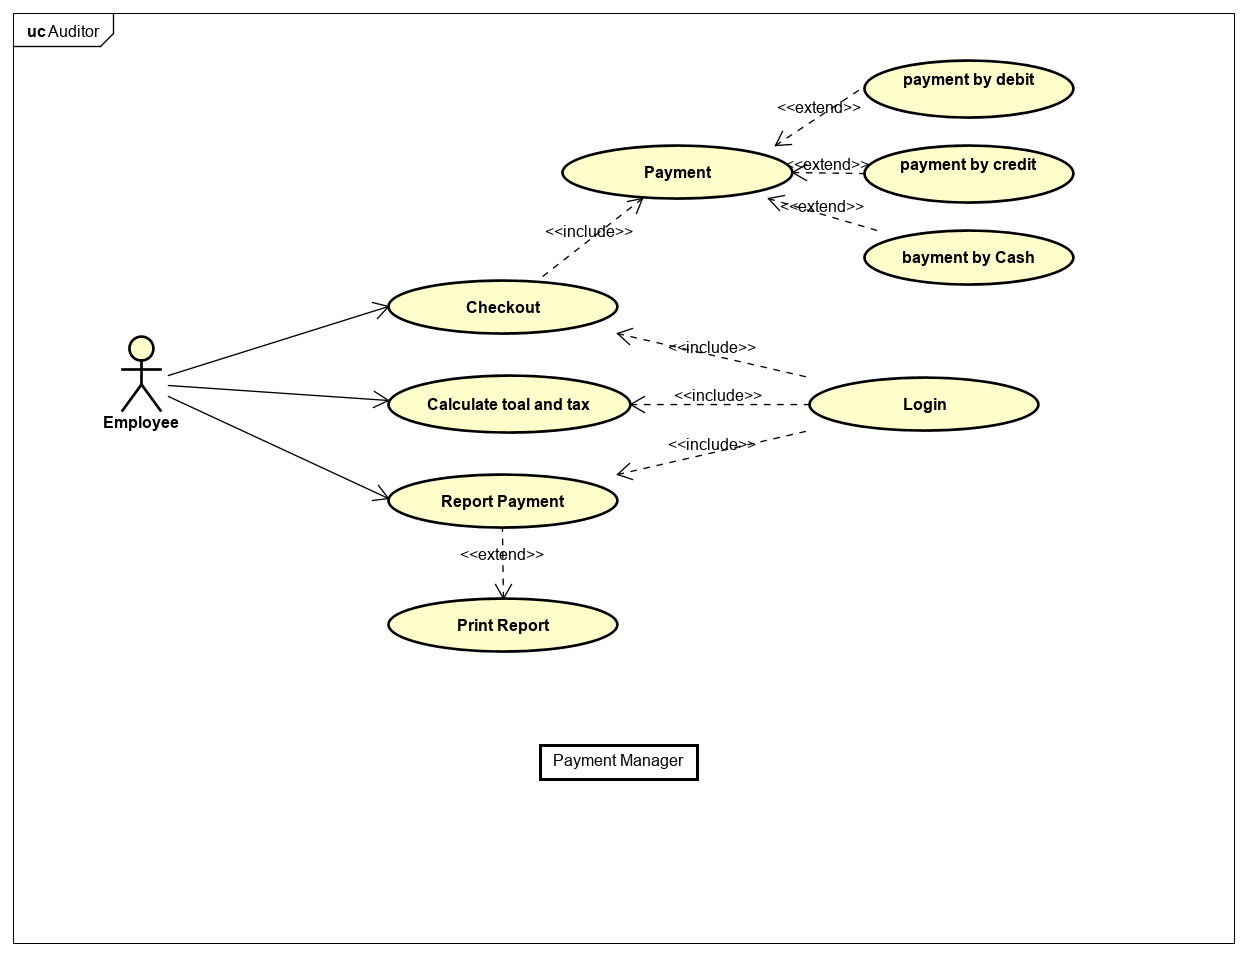 uc Auditor
payment by debit
<<extend>>
Payment
<<extend>>
payment by credit
<<extend>>
<<include>>
bayment by Cash
Checkout
<<include>>
Employee
Calculate toal and tax
<<include>>
Login
<<include>>
Report Payment
<<extend>>
Print Report
Payment Manager